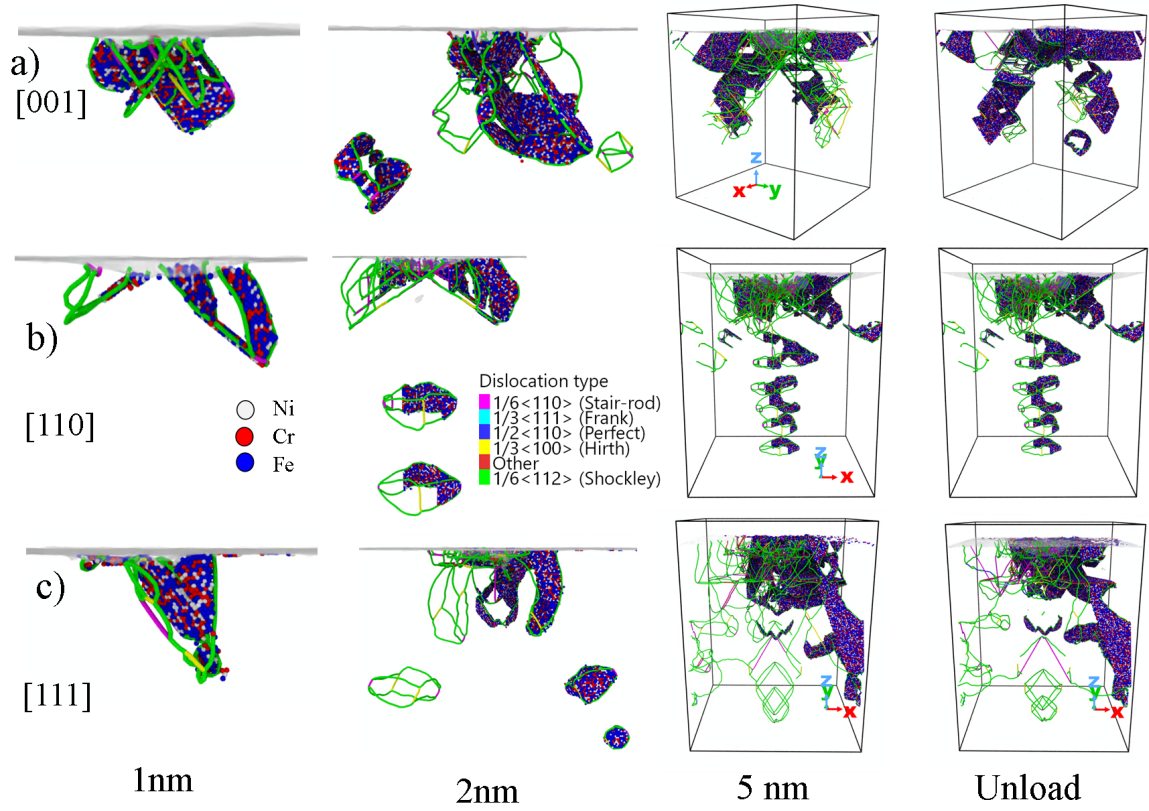 a)
[001]
z
x y
b)
[110]
Ni
Cr
Fe
Dislocation type
1/6<110> (Stair-rod)
1/3<111> (Frank)
1/2<110> (Perfect)
1/3<100> (Hirth)
Other
1/6<112> (Shockley)
z
y
x
z
y
x
c)
[111]
z
y
x
z
y
x
1nm 2nm 5 nm Unload